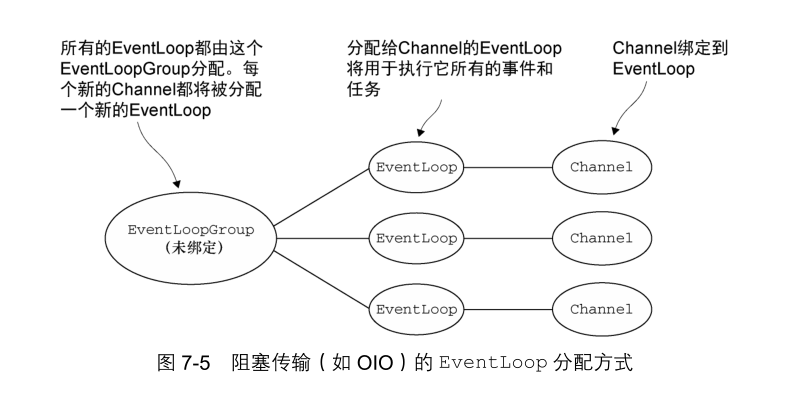 所有的EventLoop都由这个
EventLoopGroup分配。每
个新的Channel都将被分配
一个新的EventLoop
分配给Channel的EventLoop
将用于执行它所有的事件和
任务
Channel绑定到
EventLoop
EventLoopGroup
(未绑定)
EventLoop
Channel
EventLoop
Channel
EventLoop
Channel
图 7-5 阻塞传输（如 OIO）的 EventLoop 分配方式